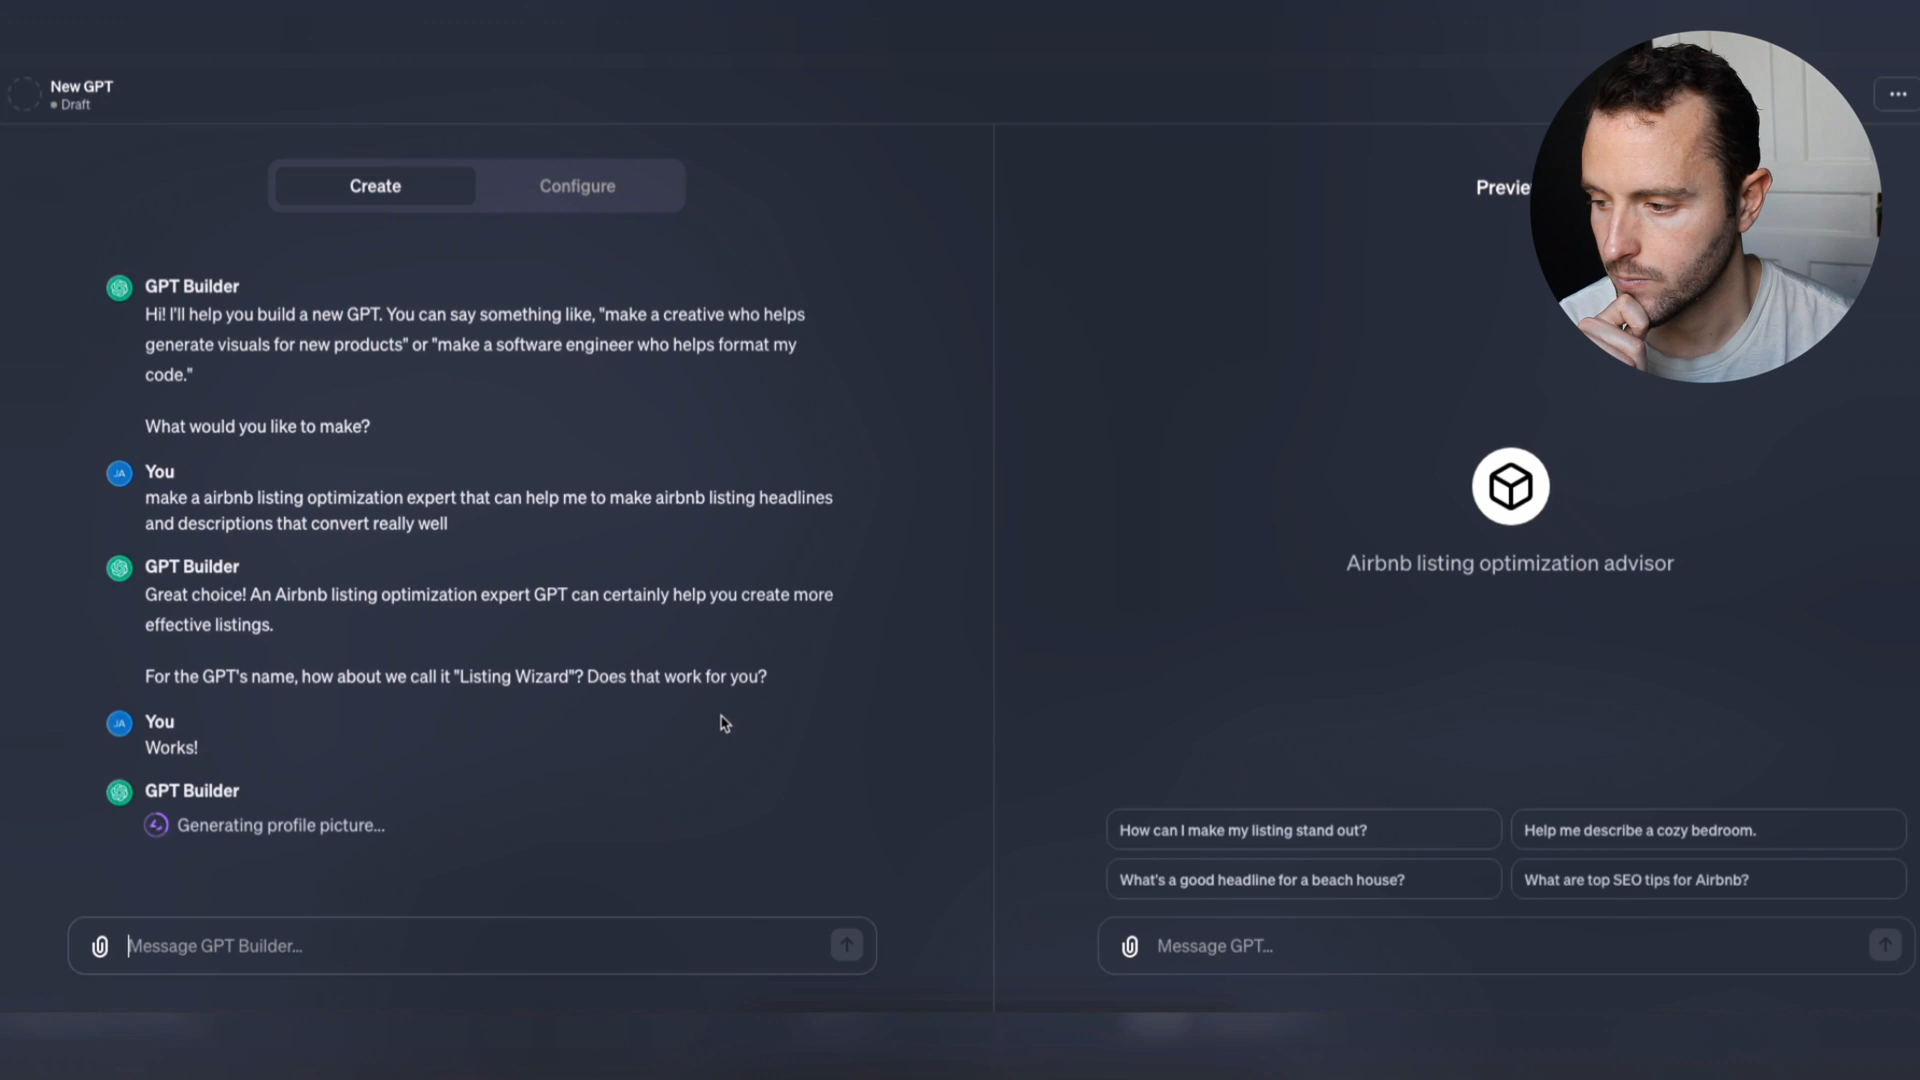 New GPT
Draft
Create
Configure
Previe
GPT Builder
Hi! I'll help you build a new GPT. You can say something like, "make a creative who helps
generate visuals for new products" or "make a software engineer who helps format my
code."
What would you like to make?
JA
You
make a airbnb listing optimization expert that can help me to make airbnb listing headlines
and descriptions that convert really well
GPT Builder
Great choice! An Airbnb listing optimization expert GPT can certainly help you create more
effective listings.
For the GPT's name, how about we call it "Listing Wizard"? Does that work for you?
JA
You
Works!
GPT Builder
Generating profile picture...
Message GPT Builder...
Airbnb listing optimization advisor
How can I make my listing stand out?
Help me describe a cozy bedroom.
What's a good headline for a beach house?
What are top SEO tips for Airbnb?
Message GPT...